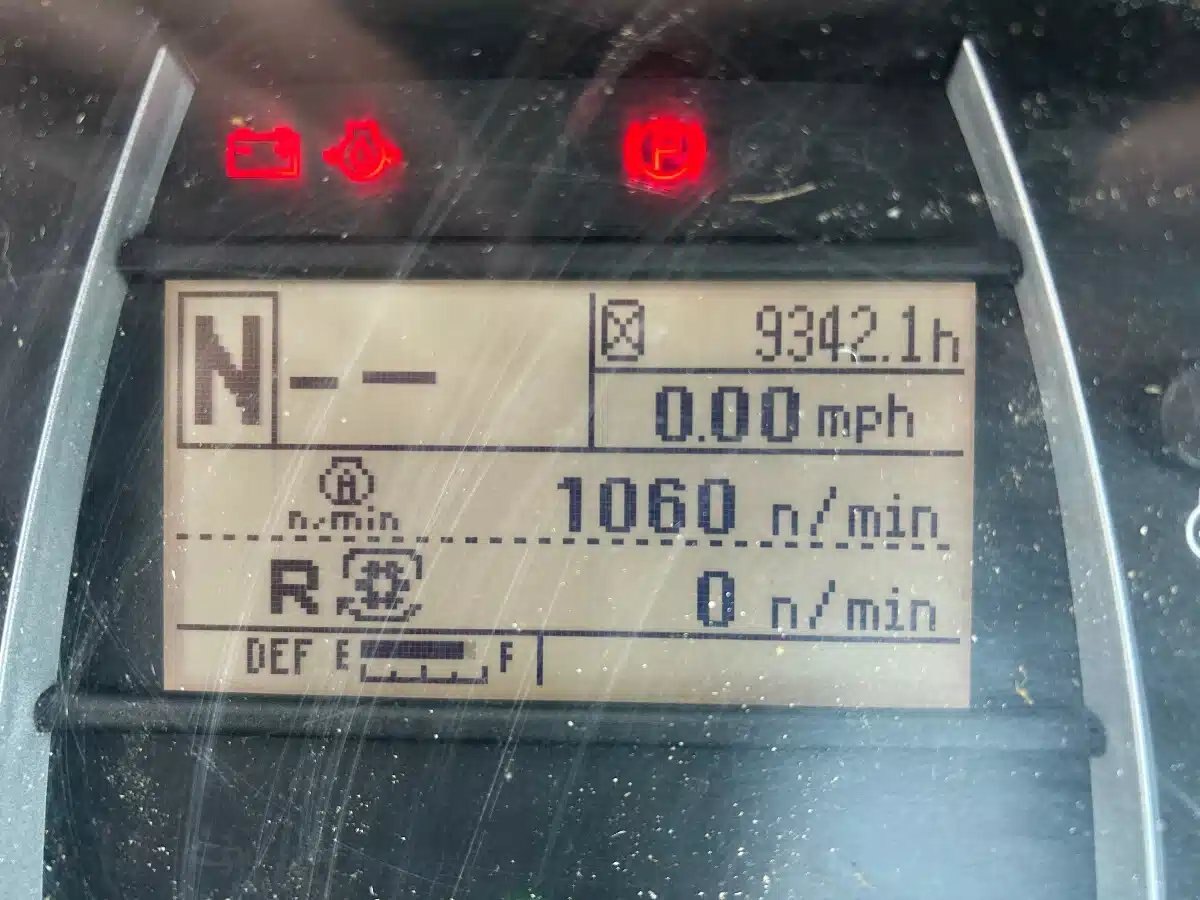 N
9342.1h
0.00 mph
n/min 1060 n/min
R 0 n/min
DEF E F